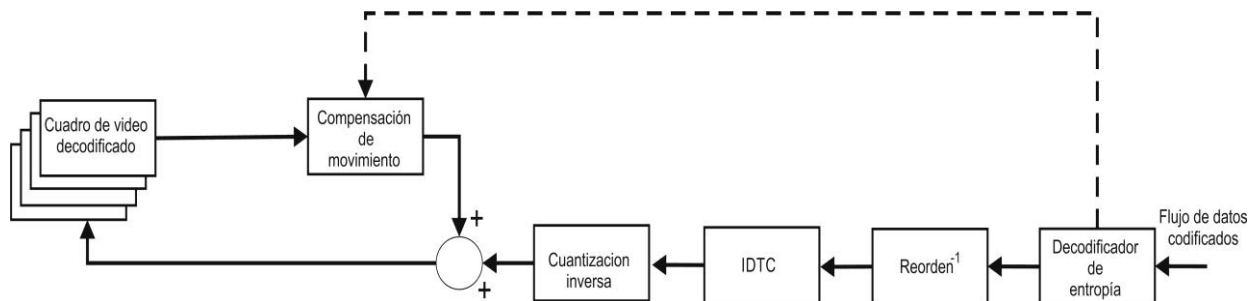 Cuadro de video
decodificado
Compensación
de
movimiento
+
+
Cuantizacion
inversa
IDTC
Reorden⁻¹
Decodificador
de
entropía
Flujo de datos
codificados